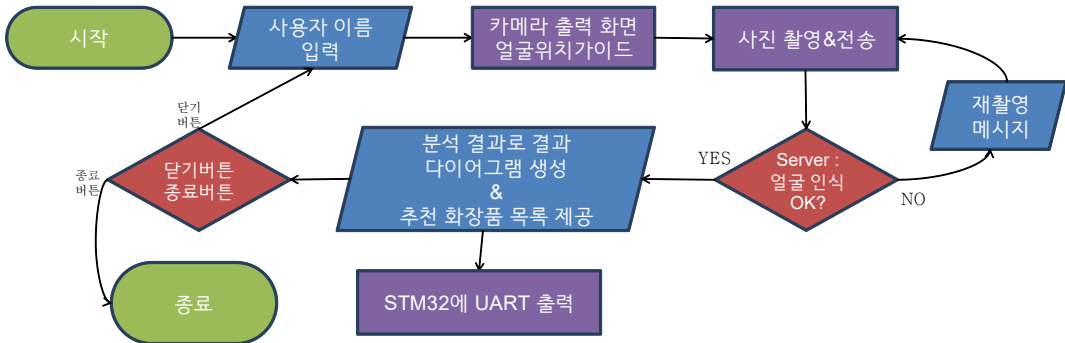 시작
사용자 이름
입력
카메라 출력 화면
얼굴위치가이드
사진 촬영&전송
재촬영
메시지
Server :
얼굴 인식
OK?
YES
NO
분석 결과로 결과
다이어그램 생성
&
추천 화장품 목록 제공
STM32에 UART 출력
닫기버튼
종료버튼
닫기
버튼
종료
버튼
종료